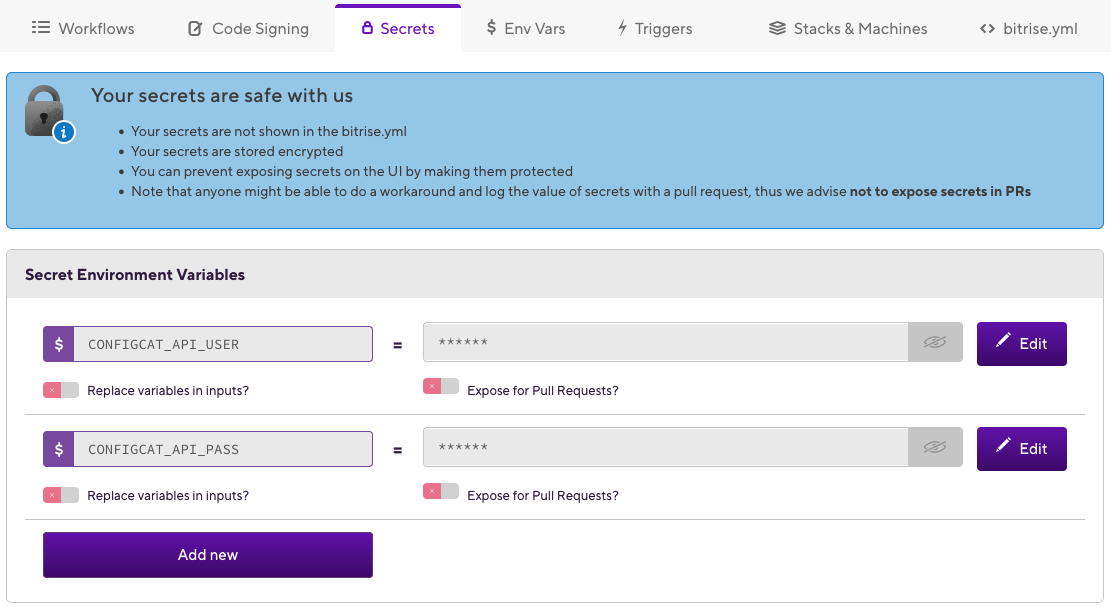 Workflows Code Signing Secrets $ Env Vars Triggers Stacks & Machines <> bitrise.yml
Your secrets are safe with us
• Your secrets are not shown in the bitrise.yml
• Your secrets are stored encrypted
• You can prevent exposing secrets on the UI by making them protected
• Note that anyone might be able to do a workaround and log the value of secrets with a pull request, thus we advise not to expose secrets in PRs
Secret Environment Variables
$ CONFIGCAT_API_USER = ****** Edit
Replace variables in inputs? Expose for Pull Requests?
$ CONFIGCAT_API_PASS = ****** Edit
Replace variables in inputs? Expose for Pull Requests?
Add new